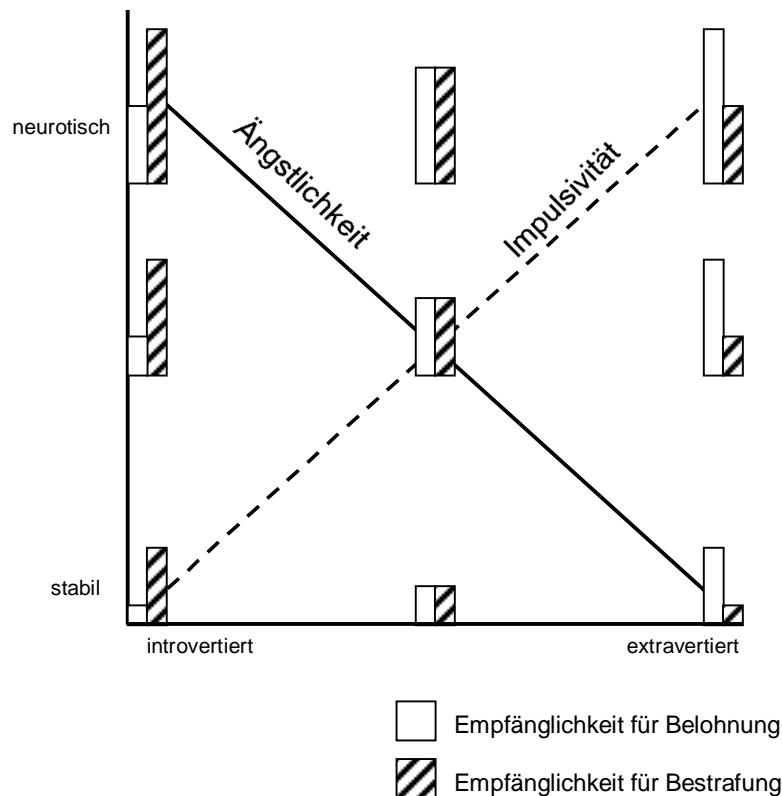 neurotisch
Ängstlichkeit
Impulsivität
stabil
introvertiert
extravertiert
Empfänglichkeit für Belohnung
Empfänglichkeit für Bestrafung